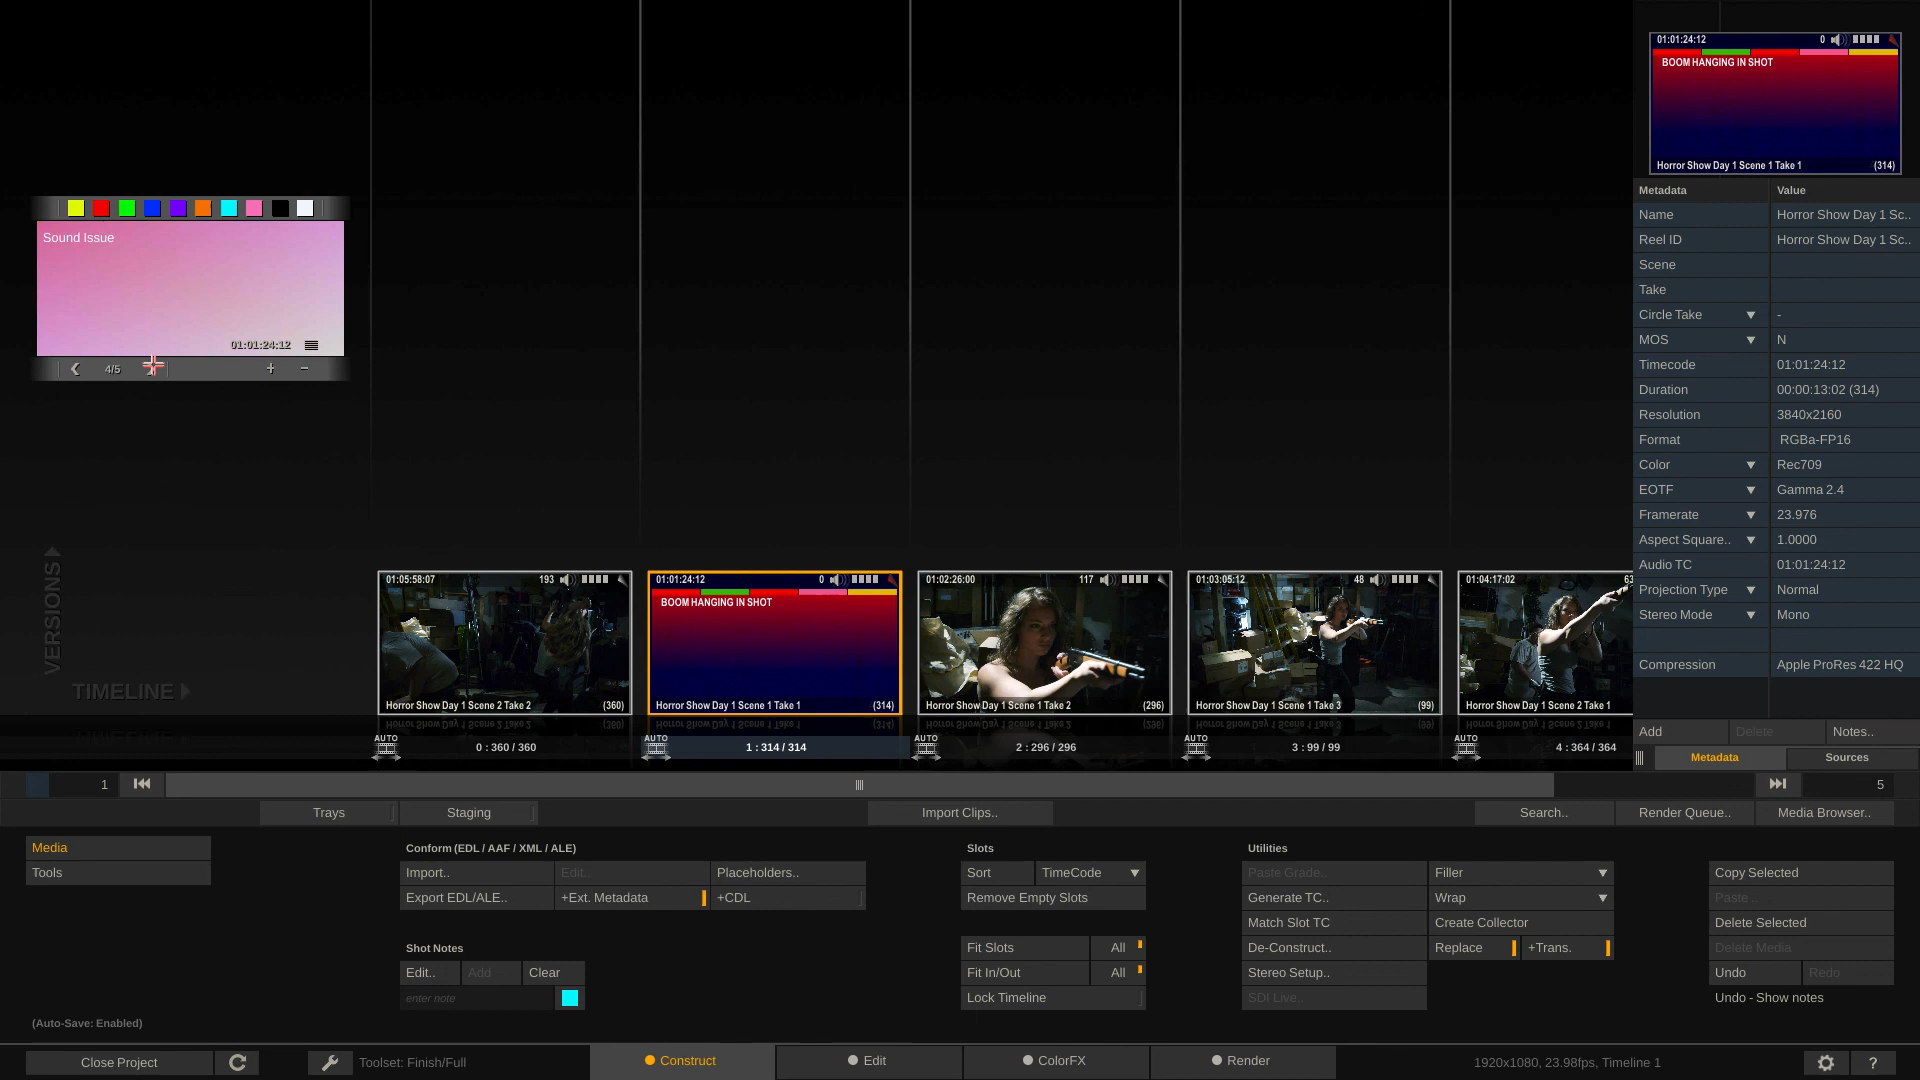 01:01:24:12 0
BOOM HANGING IN SHOT
Horror Show Day 1 Scene 1 Take 1 (314)
Metadata Value
Name Horror Show Day 1 Sc..
Reel ID Horror Show Day 1 Sc..
Scene
Take
Circle Take -
MOS N
Timecode 01:01:24:12
Duration 00:00:13:02 (314)
Resolution 3840x2160
Format RGBa-FP16
Color Rec709
EOTF Gamma 2.4
Framerate 23.976
Aspect Square.. 1.0000
Audio TC 01:01:24:12
Projection Type Normal
Stereo Mode Mono
Compression Apple ProRes 422 HQ
Add Delete Notes..
Metadata Sources
Sound Issue
01:01:24:12
4/5 + −
VERSIONS
TIMELINE
01:05:58:07 193
Horror Show Day 1 Scene 2 Take 2 (360)
AUTO 0 : 360 / 360
01:01:24:12 0
BOOM HANGING IN SHOT
Horror Show Day 1 Scene 1 Take 1 (314)
AUTO 1 : 314 / 314
01:02:26:00 117
Horror Show Day 1 Scene 1 Take 2 (296)
AUTO 2 : 296 / 296
01:03:05:12 48
Horror Show Day 1 Scene 1 Take 3 (99)
AUTO 3 : 99 / 99
01:04:17:02 63
Horror Show Day 1 Scene 2 Take 1
AUTO 4 : 364 / 364
1 5
Trays Staging Import Clips.. Search.. Render Queue.. Media Browser..
Media
Tools
Conform (EDL / AAF / XML / ALE)
Import.. Edit.. Placeholders..
Export EDL/ALE.. +Ext. Metadata +CDL
Shot Notes
Edit.. Add Clear
enter note
Slots
Sort TimeCode
Remove Empty Slots
Fit Slots All
Fit In/Out All
Lock Timeline
Utilities
Paste Grade.. Filler
Generate TC.. Wrap
Match Slot TC Create Collector
De-Construct.. Replace +Trans.
Stereo Setup..
SDI Live..
Copy Selected
Paste ..
Delete Selected
Delete Media
Undo Redo
Undo - Show notes
(Auto-Save: Enabled)
Close Project Toolset: Finish/Full Construct Edit ColorFX Render 1920x1080, 23.98fps, Timeline 1 ?